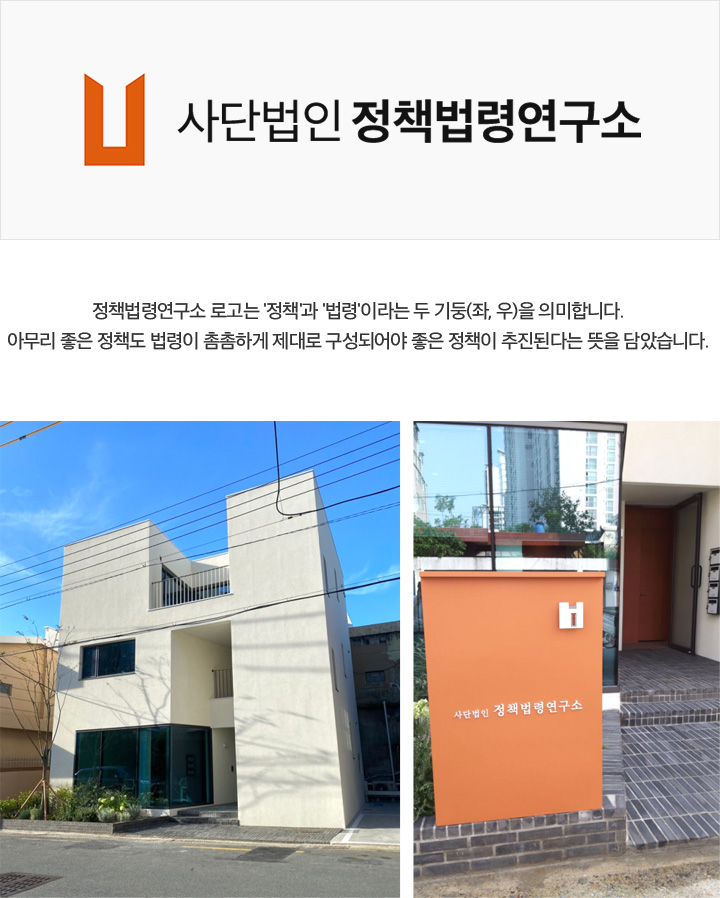 사단법인 정책법령연구소
정책법령연구소 로고는 '정책'과 '법령'이라는 두 기둥(좌, 우)을 의미합니다.
아무리 좋은 정책도 법령이 촘촘하게 제대로 구성되어야 좋은 정책이 추진된다는 뜻을 담았습니다.
사단법인 정책법령연구소